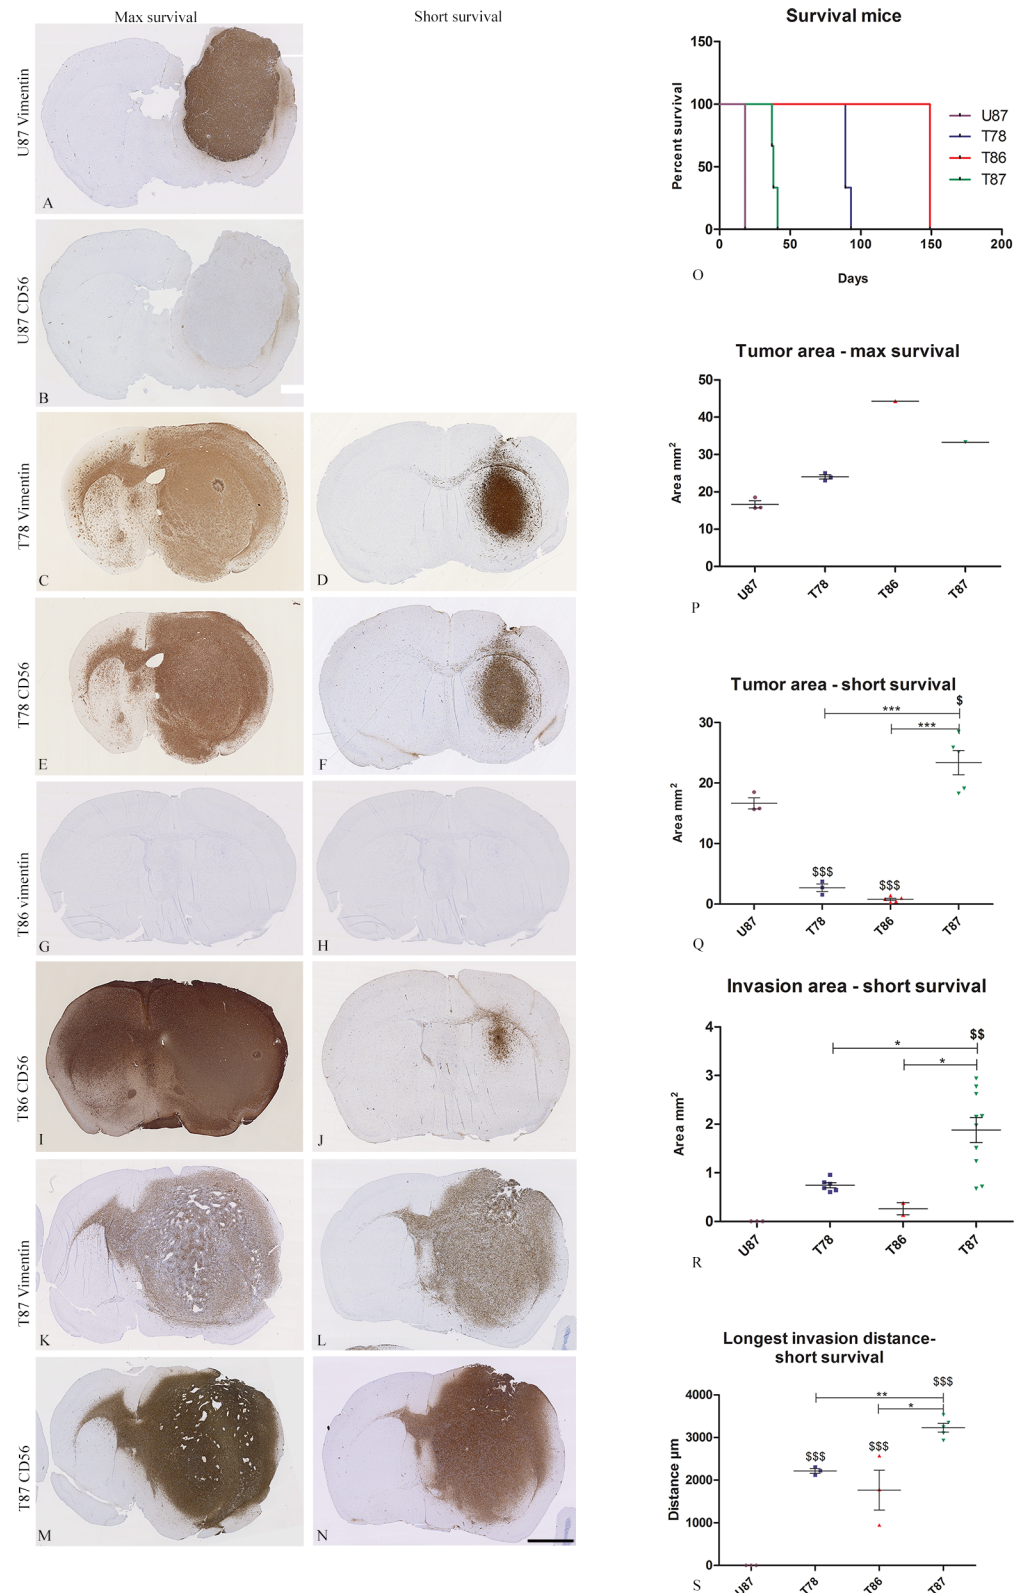 Max survival
Short survival
U87 Vimentin
A
U87 CD56
B
T78 Vimentin
C
D
T78 CD56
E
F
T86 vimentin
G
H
T86 CD56
I
J
T87 Vimentin
K
L
T87 CD56
M
N
Survival mice
Percent survival
150
100
50
0
0 50 100 150 200
Days
U87
T78
T86
T87
O
Tumor area - max survival
Area mm²
50
40
30
20
10
0
U87 T78 T86 T87
P
Tumor area - short survival
$
***
***
Area mm²
30
20
10
0
$$$ $$$
U87 T78 T86 T87
Q
Invasion area - short survival
$$
*
*
Area mm²
4
3
2
1
0
U87 T78 T86 T87
R
Longest invasion distance-
short survival
$$$
**
*
$$$
$$$
Distance µm
4000
3000
2000
1000
0
U87 T78 T86 T87
S